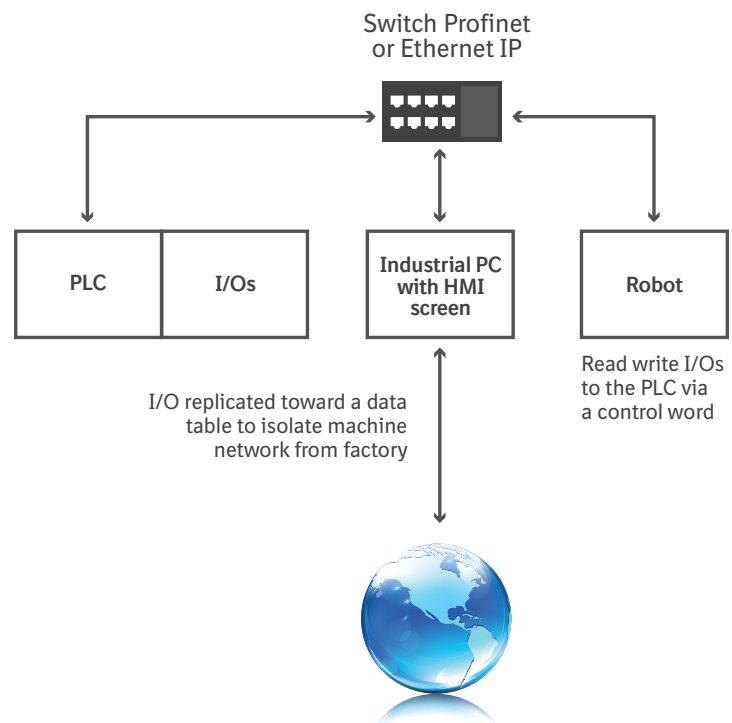 Switch Profinet
or Ethernet IP
PLC
I/Os
Industrial PC
with HMI
screen
Robot
Read write I/Os
to the PLC via
a control word
I/O replicated toward a data
table to isolate machine
network from factory